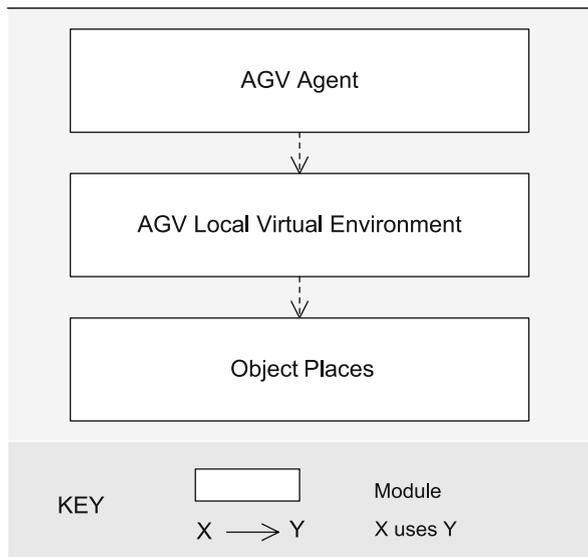 AGV Agent
AGV Local Virtual Environment
Object Places
KEY
Module
X Y
X uses Y